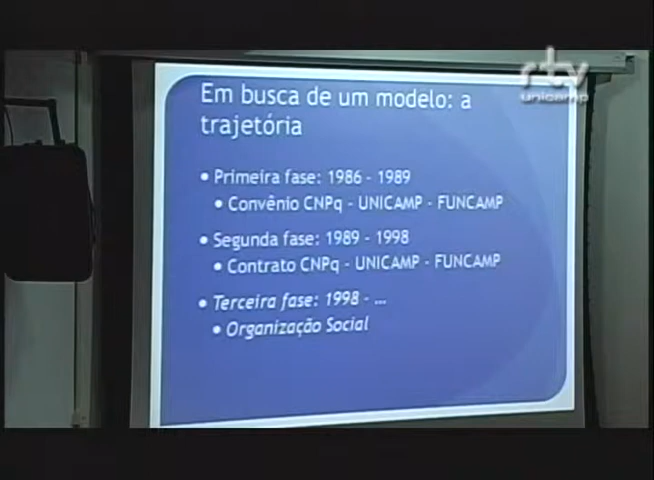 rtv
unicamp
Em busca de um modelo: a
trajetória
• Primeira fase: 1986 - 1989
• Convênio CNPq - UNICAMP - FUNCAMP
• Segunda fase: 1989 - 1998
• Contrato CNPq - UNICAMP - FUNCAMP
• Terceira fase: 1998 - ...
• Organização Social